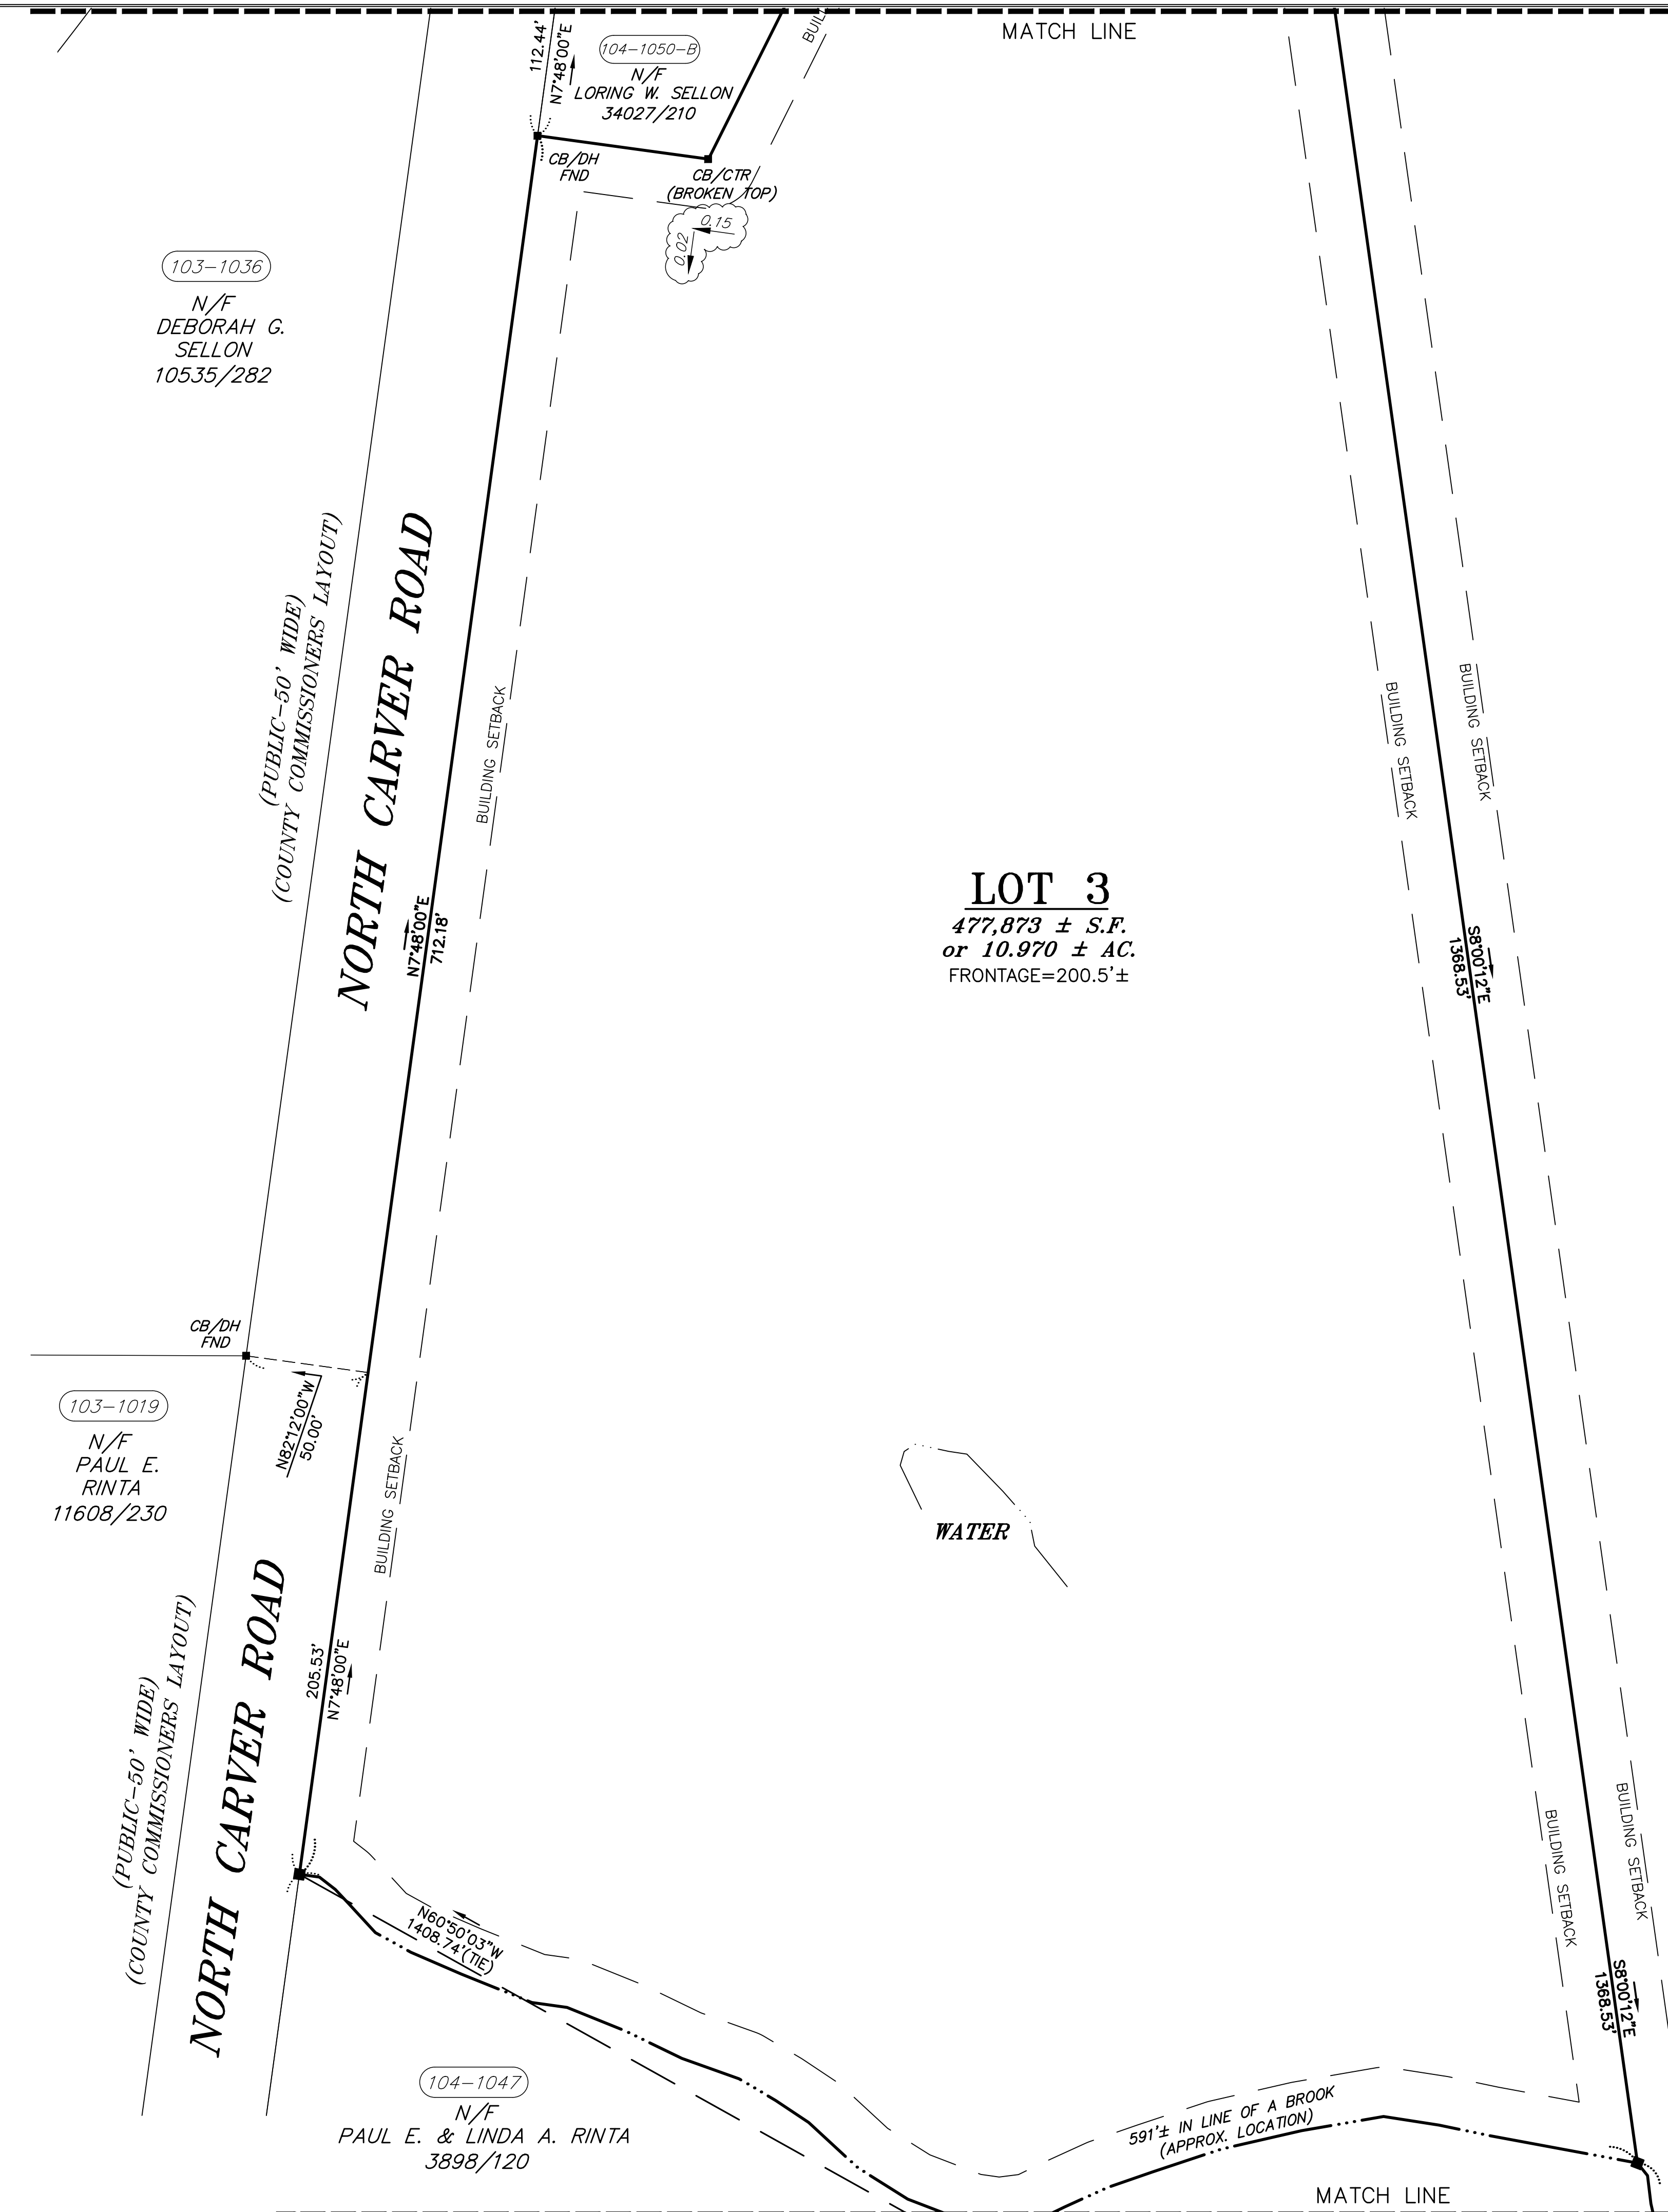 MATCH LINE
BUIL
112.44'
N7°48'00"E
104-1050-B
N/F
LORING W. SELLON
34027/210
CB/DH
FND
CB/CTR
(BROKEN TOP)
0.15
0.02
103-1036
N/F
DEBORAH G.
SELLON
10535/282
(PUBLIC-50' WIDE)
(COUNTY COMMISSIONERS LAYOUT)
NORTH CARVER ROAD
BUILDING SETBACK
N7°48'00"E
712.18'
BUILDING SETBACK
BUILDING SETBACK
LOT 3
477,873 ± S.F.
or 10.970 ± AC.
FRONTAGE=200.5'±
S8°00'12"E
1368.53'
CB/DH
FND
N82°12'00"W
50.00'
103-1019
N/F
PAUL E.
RINTA
11608/230
BUILDING SETBACK
WATER
(PUBLIC-50' WIDE)
(COUNTY COMMISSIONERS LAYOUT)
NORTH CARVER ROAD
205.53'
N7°48'00"E
BUILDING SETBACK
BUILDING SETBACK
N60°50'03"W
1408.74'(TIE)
S8°00'12"E
1368.53'
104-1047
N/F
PAUL E. & LINDA A. RINTA
3898/120
591'± IN LINE OF A BROOK
(APPROX. LOCATION)
MATCH LINE